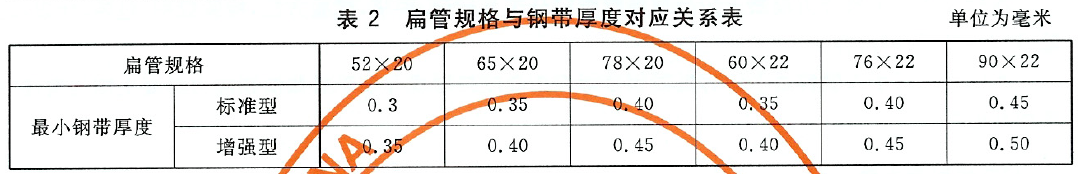 表 2 扁管规格与钢带厚度对应关系表 单位为毫米
扁管规格 52×20 65×20 78×20 60×22 76×22 90×22
最小钢带厚度 标准型 0.3 0.35 0.40 0.35 0.40 0.45
增强型 0.35 0.40 0.45 0.40 0.45 0.50
NA